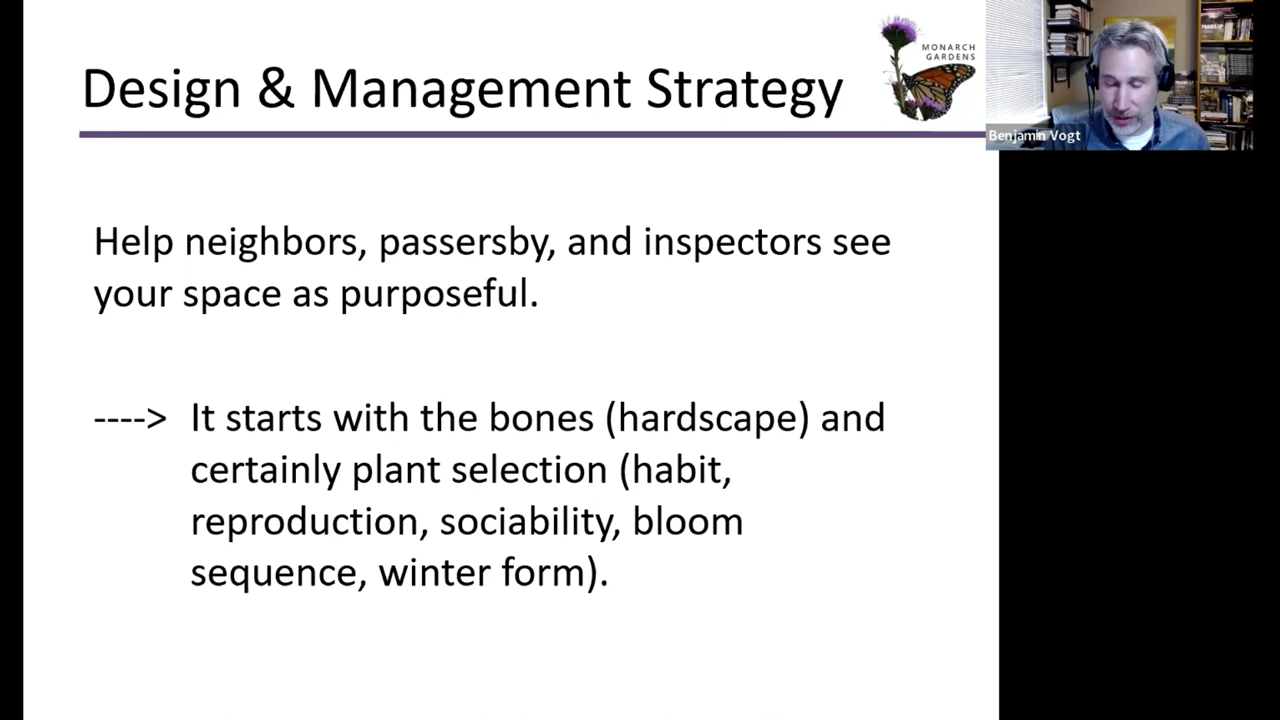 Design & Management Strategy
MONARCH
GARDENS
Benjamin Vogt
Help neighbors, passersby, and inspectors see
your space as purposeful.
----> It starts with the bones (hardscape) and
certainly plant selection (habit,
reproduction, sociability, bloom
sequence, winter form).